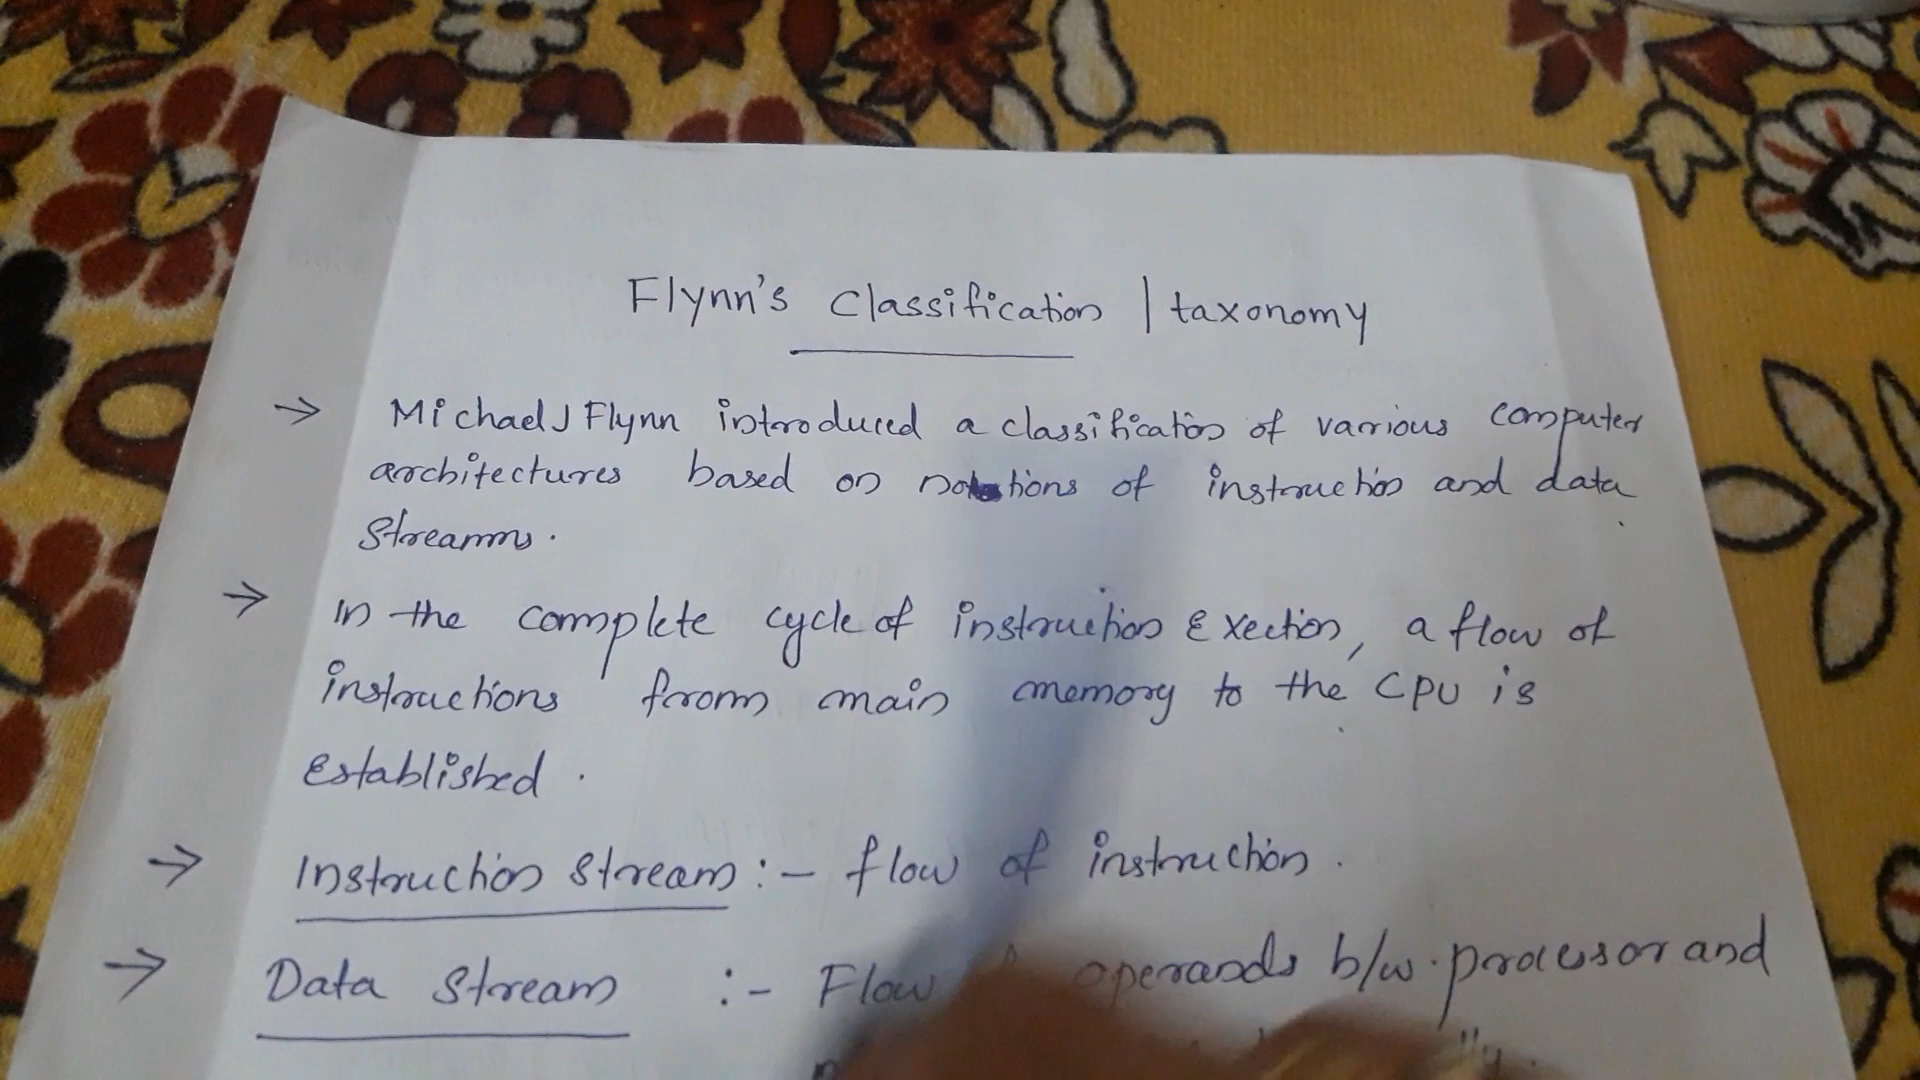 Flynn's Classification | taxonomy
→ Michael J Flynn introduced a classification of various Computer
architectures based on notations of instruction and data
Streams.
→ In the complete cycle of instruction Exection, a flow of
instructions from main memory to the CPU is
Established.
→ Instruction Stream :- flow of instruction.
→ Data Stream :- Flow operands b/w processor and